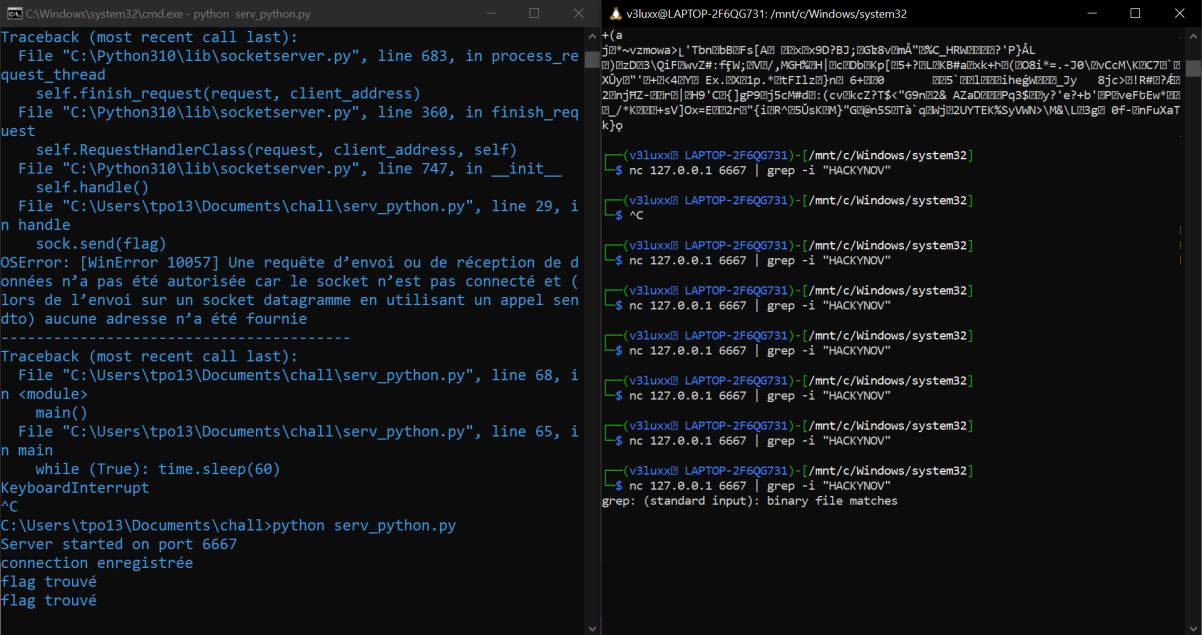 C:\Windows\system32\cmd.exe - python  serv_python.py
Traceback (most recent call last):
  File "C:\Python310\lib\socketserver.py", line 683, in process_re
quest_thread
    self.finish_request(request, client_address)
  File "C:\Python310\lib\socketserver.py", line 360, in finish_req
uest
    self.RequestHandlerClass(request, client_address, self)
  File "C:\Python310\lib\socketserver.py", line 747, in __init__
    self.handle()
  File "C:\Users\tpo13\Documents\chall\serv_python.py", line 29, i
n handle
    sock.send(flag)
OSError: [WinError 10057] Une requête d’envoi ou de réception de d
onnées n’a pas été autorisée car le socket n’est pas connecté et (
lors de l’envoi sur un socket datagramme en utilisant un appel sen
dto) aucune adresse n’a été fournie
----------------------------------------
Traceback (most recent call last):
  File "C:\Users\tpo13\Documents\chall\serv_python.py", line 68, i
n <module>
    main()
  File "C:\Users\tpo13\Documents\chall\serv_python.py", line 65, i
n main
    while (True): time.sleep(60)
KeyboardInterrupt
^C
C:\Users\tpo13\Documents\chall>python serv_python.py
Server started on port 6667
connection enregistrée
flag trouvé
flag trouvé
v3luxx@LAPTOP-2F6QG731: /mnt/c/Windows/system32
+(a
(v3luxx LAPTOP-2F6QG731)-[/mnt/c/Windows/system32]
$ nc 127.0.0.1 6667 | grep -i "HACKYNOV"
(v3luxx LAPTOP-2F6QG731)-[/mnt/c/Windows/system32]
$ ^C
(v3luxx LAPTOP-2F6QG731)-[/mnt/c/Windows/system32]
$ nc 127.0.0.1 6667 | grep -i "HACKYNOV"
(v3luxx LAPTOP-2F6QG731)-[/mnt/c/Windows/system32]
$ nc 127.0.0.1 6667 | grep -i "HACKYNOV"
(v3luxx LAPTOP-2F6QG731)-[/mnt/c/Windows/system32]
$ nc 127.0.0.1 6667 | grep -i "HACKYNOV"
(v3luxx LAPTOP-2F6QG731)-[/mnt/c/Windows/system32]
$ nc 127.0.0.1 6667 | grep -i "HACKYNOV"
(v3luxx LAPTOP-2F6QG731)-[/mnt/c/Windows/system32]
$ nc 127.0.0.1 6667 | grep -i "HACKYNOV"
(v3luxx LAPTOP-2F6QG731)-[/mnt/c/Windows/system32]
$ nc 127.0.0.1 6667 | grep -i "HACKYNOV"
grep: (standard input): binary file matches